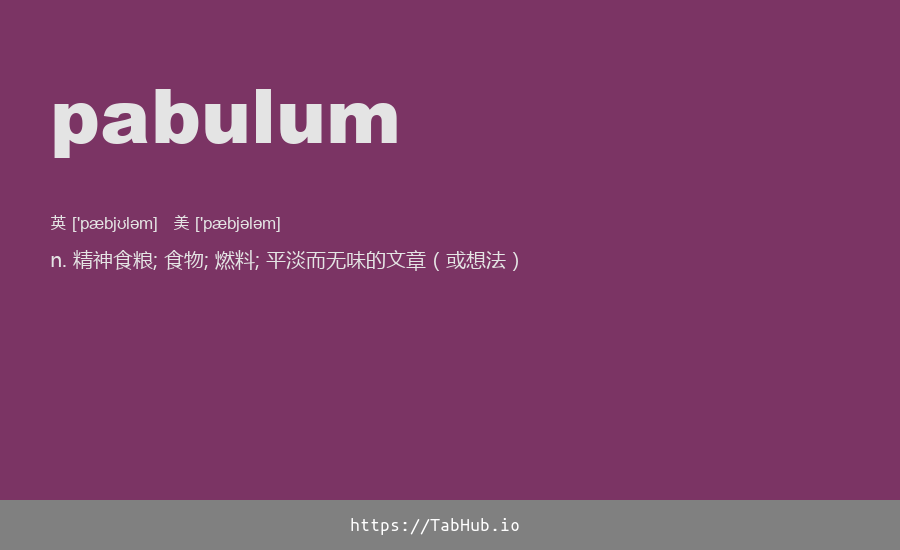 pabulum
英 ['pæbjʊləm] 美 ['pæbjələm]
n. 精神食粮; 食物; 燃料; 平淡而无味的文章（或想法）
https://TabHub.io